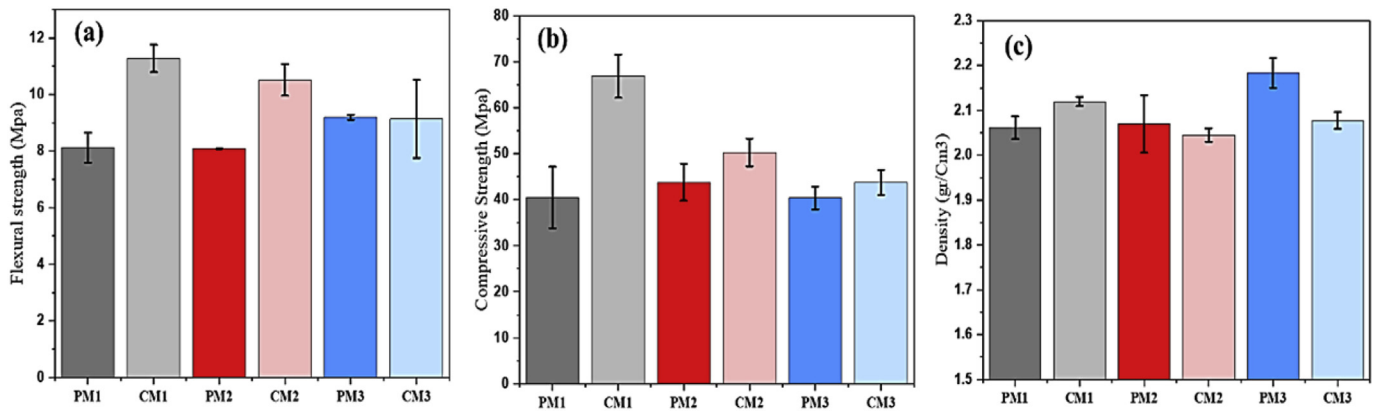 (a)
Flexural strength (Mpa)
12
10
8
6
4
2
0
PM1 CM1 PM2 CM2 PM3 CM3
(b)
Compressive Strength (Mpa)
80
70
60
50
40
30
20
10
0
PM1 CM1 PM2 CM2 PM3 CM3
(c)
Density (gr/Cm3)
2.3
2.2
2.1
2.0
1.9
1.8
1.7
1.6
1.5
PM1 CM1 PM2 CM2 PM3 CM3